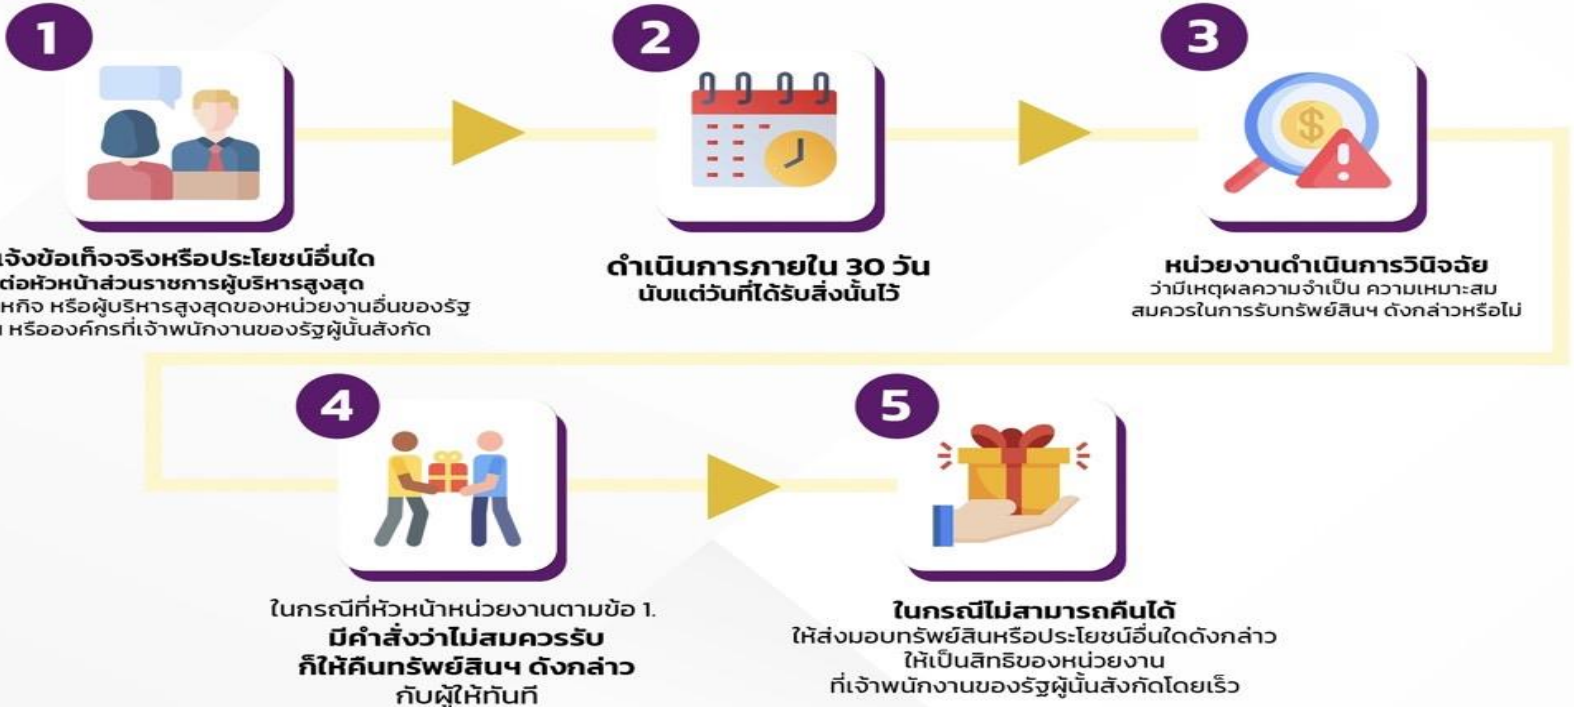 1
แจ้งข้อเท็จจริงหรือประโยชน์อื่นใด
ต่อหัวหน้าส่วนราชการผู้บริหารสูงสุด
หรือผู้บริหารสูงสุดของหน่วยงานอื่นของรัฐ
หรือองค์กรที่เจ้าพนักงานของรัฐผู้นั้นสังกัด
2
ดำเนินการภายใน 30 วัน
นับแต่วันที่ได้รับสิ่งนั้นไว้
3
หน่วยงานดำเนินการวินิจฉัย
ว่ามีเหตุผลความจำเป็น ความเหมาะสม
สมควรในการรับทรัพย์สินฯ ดังกล่าวหรือไม่
4
ในกรณีที่หัวหน้าหน่วยงานตามข้อ 1.
มีคำสั่งว่าไม่สมควรรับ
ก็ให้คืนทรัพย์สินฯ ดังกล่าว
กับผู้ให้ทันที
5
ในกรณีไม่สามารถคืนได้
ให้ส่งมอบทรัพย์สินหรือประโยชน์อื่นใดดังกล่าว
ให้เป็นสิทธิของหน่วยงาน
ที่เจ้าพนักงานของรัฐผู้นั้นสังกัดโดยเร็ว